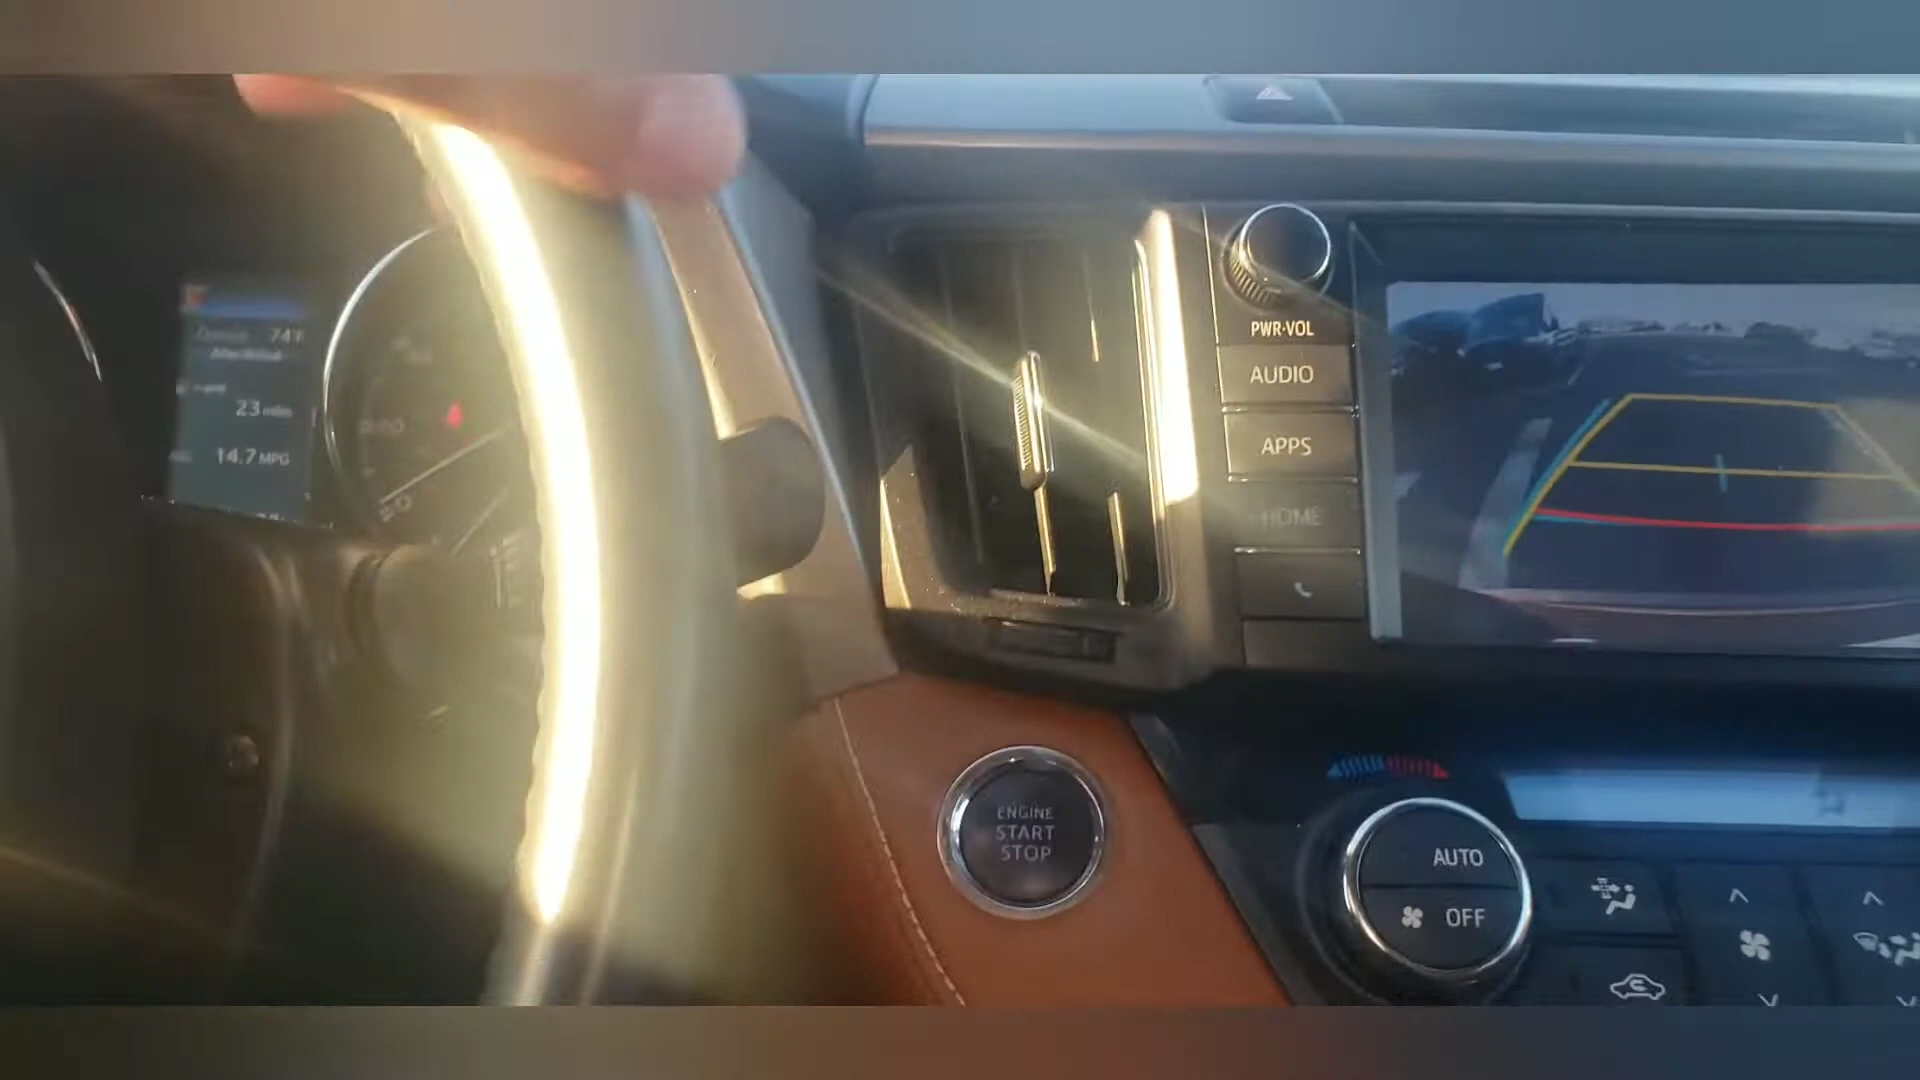 747
23 miles
14.7 MPG
PWR·VOL
AUDIO
APPS
HOME
ENGINE
START
STOP
AUTO
OFF